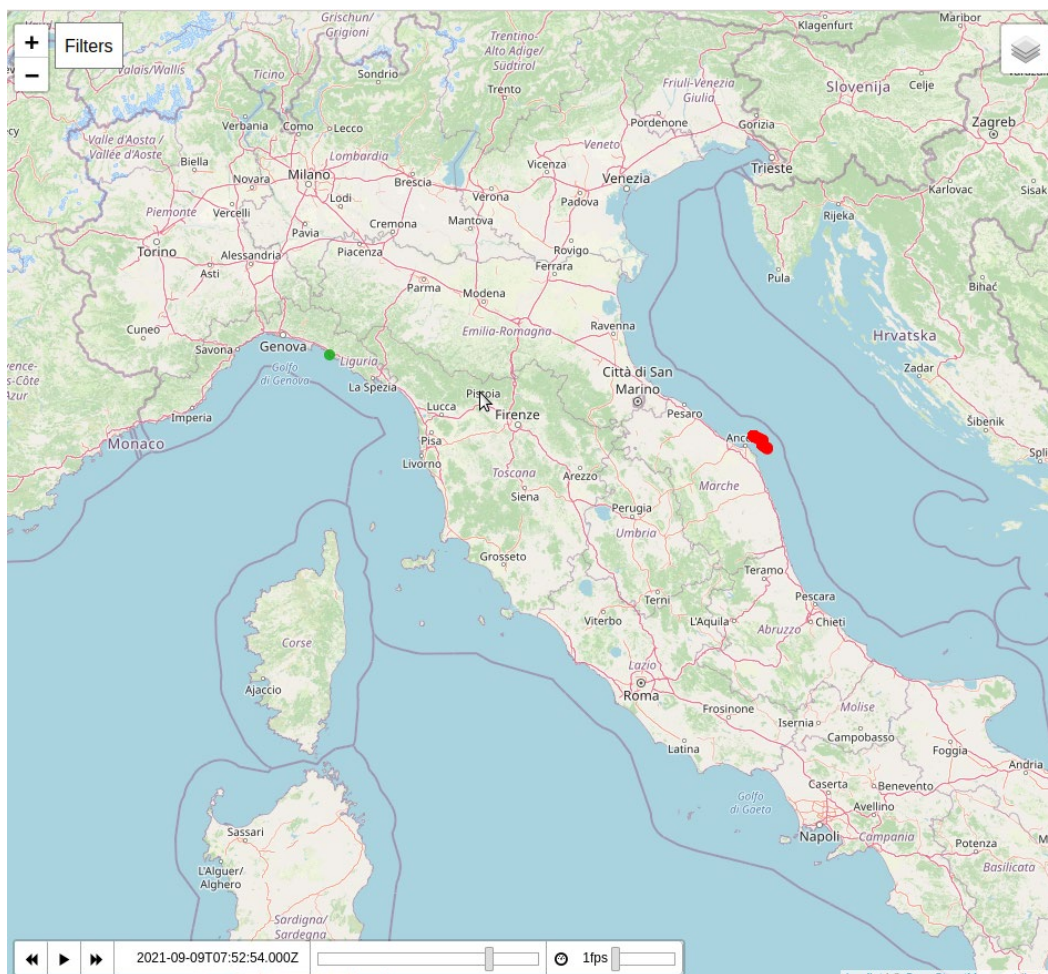 Grischun/
Grigioni
Trentino-
Alto Adige/
Südtirol
Klagenfurt
Maribor
+
Filters
−
Valais/Wallis
Ticino
Sondrio
Trento
Friuli-Venezia
Giulia
Slovenija
Celje
Verbania
Como
Lecco
Pordenone
Gorizia
Zagreb
Valle d'Aosta /
Vallée d'Aoste
Biella
Lombardia
Veneto
Trieste
Milano
Vicenza
Venezia
Novara
Brescia
Verona
Padova
Karlovac
Sisak
Vercelli
Lodi
Piemonte
Cremona
Mantova
Rijeka
Pavia
Torino
Alessandria
Piacenza
Rovigo
Asti
Ferrara
Pula
Parma
Modena
Bihać
Cuneo
Emilia-Romagna
Ravenna
Hrvatska
Savona
Genova
Liguria
Golfo
di Genova
La Spezia
Città di San
Marino
Zadar
Pistoia
Imperia
Lucca
Firenze
Pesaro
Šibenik
Monaco
Pisa
Livorno
Arezzo
Toscana
Siena
Marche
Perugia
Umbria
Grosseto
Teramo
Terni
Pescara
Viterbo
L'Aquila
Chieti
Abruzzo
Corse
Lazio
Roma
Ajaccio
Frosinone
Molise
Isernia
Campobasso
Latina
Foggia
Andria
Caserta
Benevento
Golfo
di Gaeta
Avellino
Sassari
Napoli
Campania
Potenza
L'Alguer/
Alghero
Basilicata
Sardigna/
Sardegna
2021-09-09T07:52:54.000Z
1fps